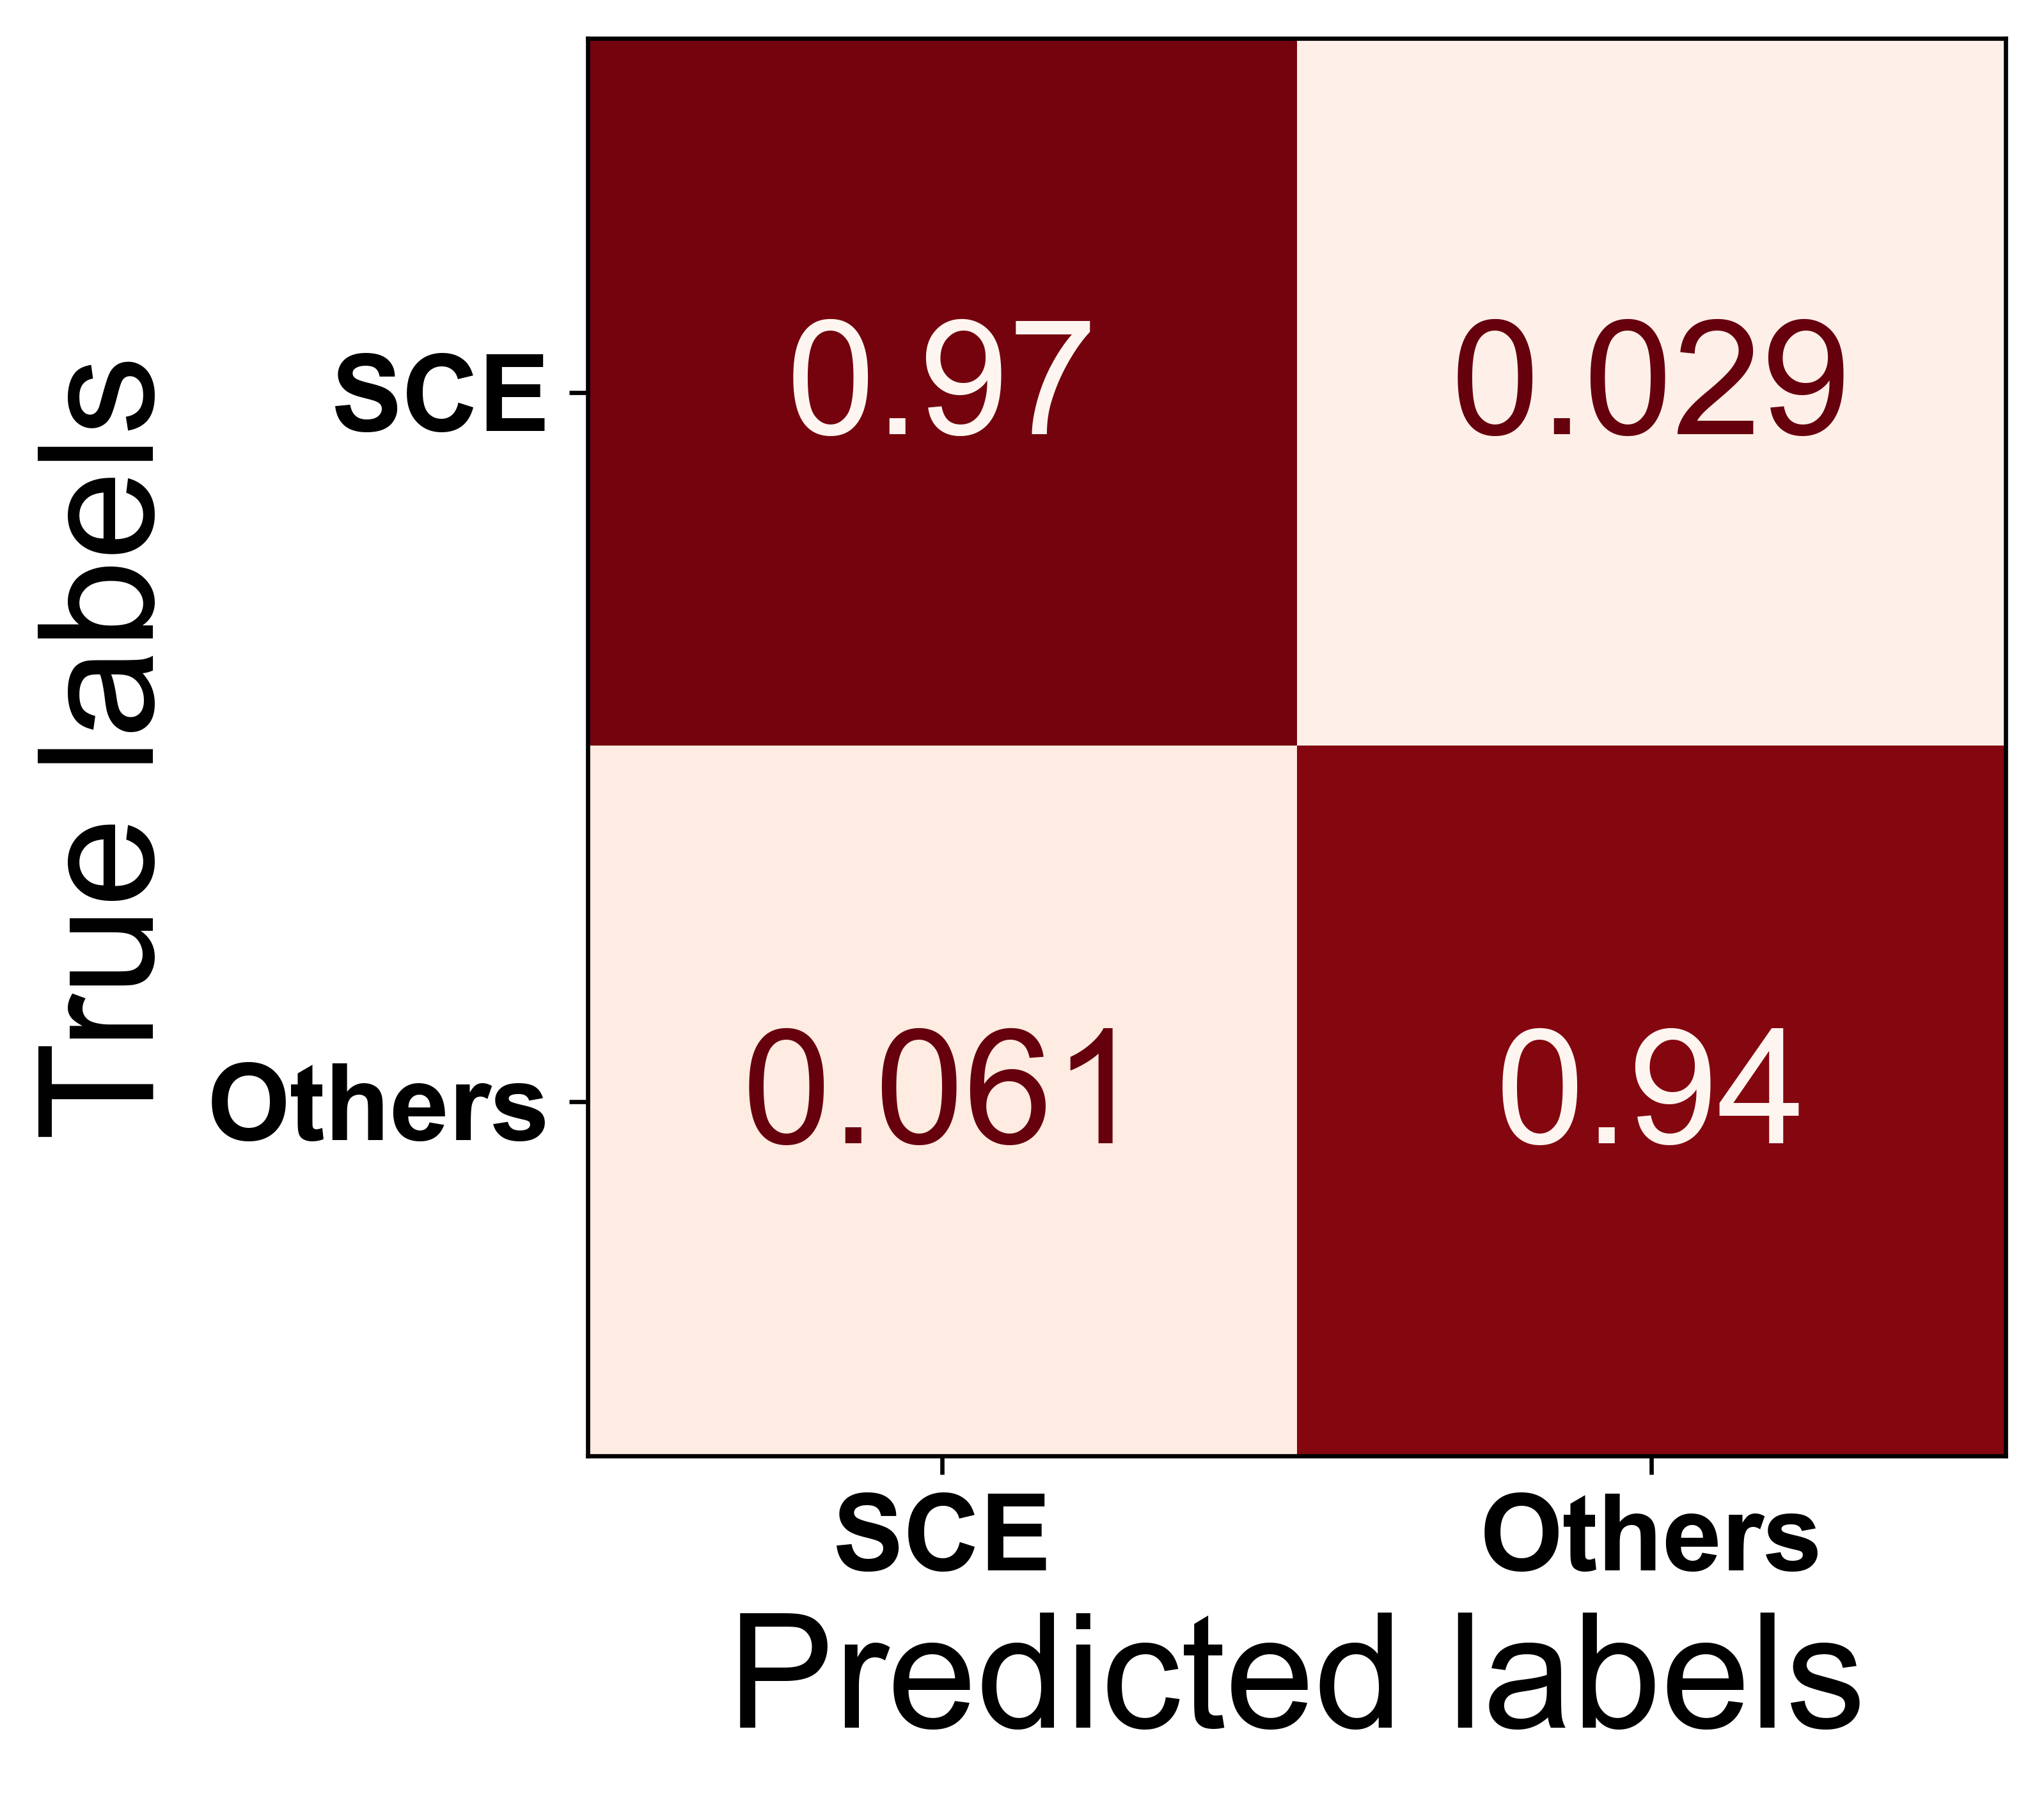 True labels
SCE
0.97
0.029
Others
0.061
0.94
SCE
Others
Predicted labels